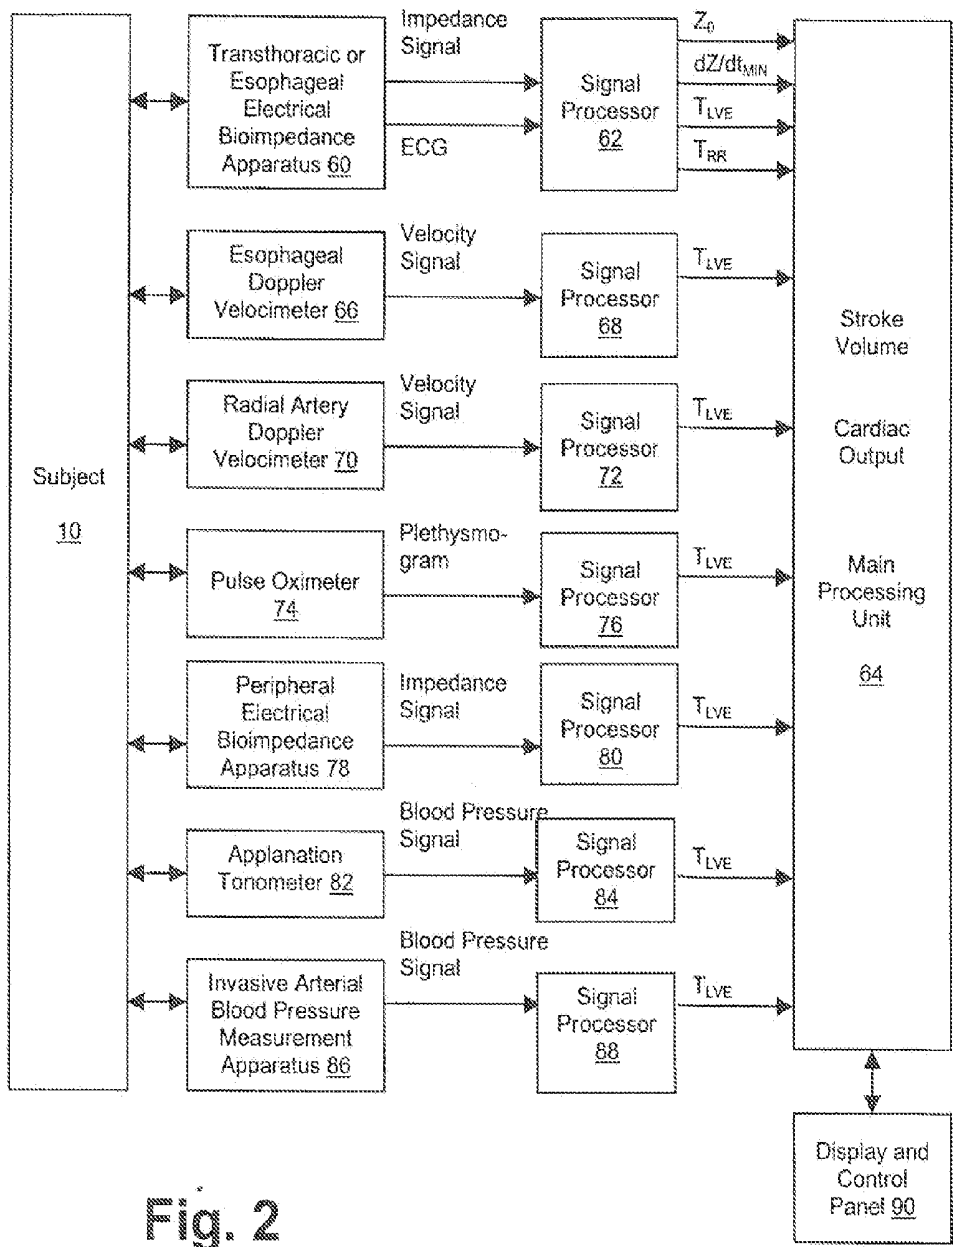 Subject
10
Transthoracic or
Esophageal
Electrical
Bioimpedance
Apparatus 60
Impedance
Signal
ECG
Signal
Processor
62
Z0
dZ/dtMIN
TLVE
TRR
Esophageal
Doppler
Velocimeter 66
Velocity
Signal
Signal
Processor
68
TLVE
Radial Artery
Doppler
Velocimeter 70
Velocity
Signal
Signal
Processor
72
TLVE
Pulse Oximeter
74
Plethysmo-
gram
Signal
Processor
76
TLVE
Peripheral
Electrical
Bioimpedance
Apparatus 78
Impedance
Signal
Signal
Processor
80
TLVE
Applanation
Tonometer 82
Blood Pressure
Signal
Signal
Processor
84
TLVE
Invasive Arterial
Blood Pressure
Measurement
Apparatus 86
Blood Pressure
Signal
Signal
Processor
88
TLVE
Stroke
Volume
Cardiac
Output
Main
Processing
Unit
64
Display and
Control
Panel 90
Fig. 2